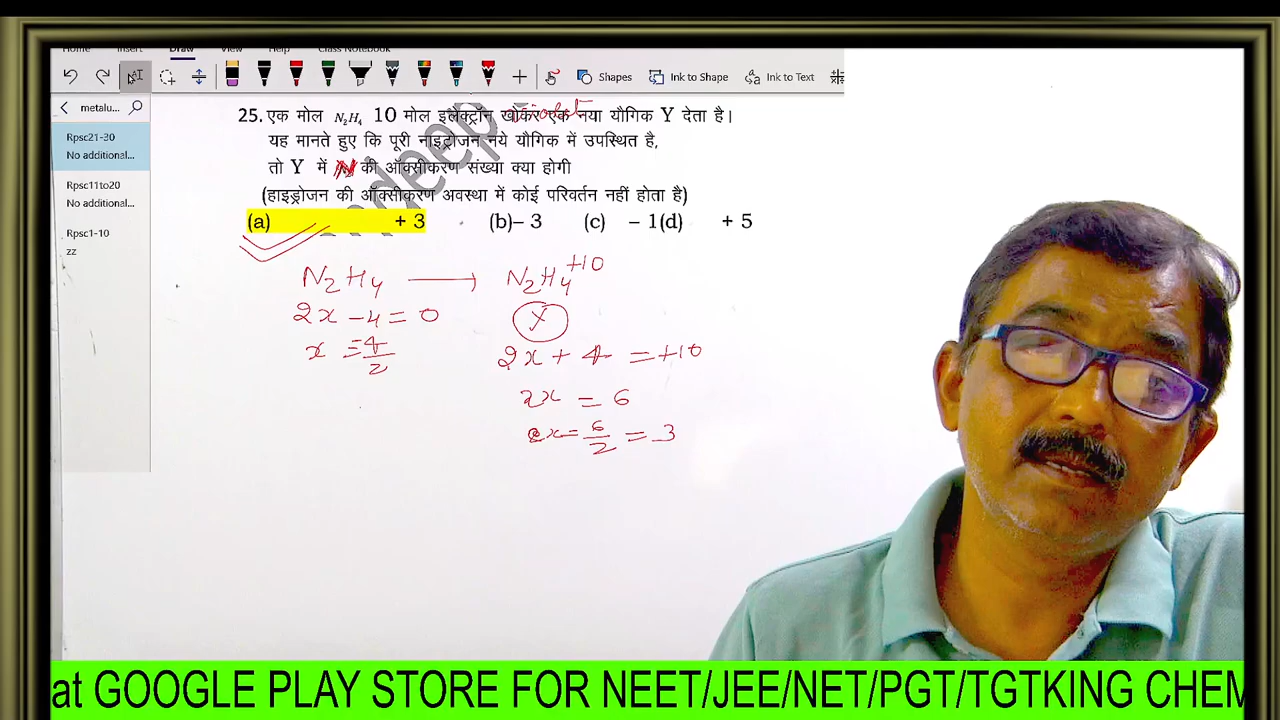 Home Insert Draw View Help Class Notebook
Shapes Ink to Shape Ink to Text
metalu...
Rpsc21-30
No additional...
Rpsc11to20
No additional...
Rpsc1-10
zz
25. एक मोल N₂H₄ 10 मोल इलेक्ट्रॉन खोकर एक नया यौगिक Y देता है।
यह मानते हुए कि पूरी नाइट्रोजन नये यौगिक में उपस्थित है,
तो Y में N की ऑक्सीकरण संख्या क्या होगी
(हाइड्रोजन की ऑक्सीकरण अवस्था में कोई परिवर्तन नहीं होता है)
(a) + 3 (b)– 3 (c) – 1(d) + 5
N₂H₄ → N₂H₄⁺¹⁰
2x – 4 = 0 Y
x = 4/2 2x + 4 = +10
2x = 6
x = 6/2 = 3
at GOOGLE PLAY STORE FOR NEET/JEE/NET/PGT/TGTKING CHEM